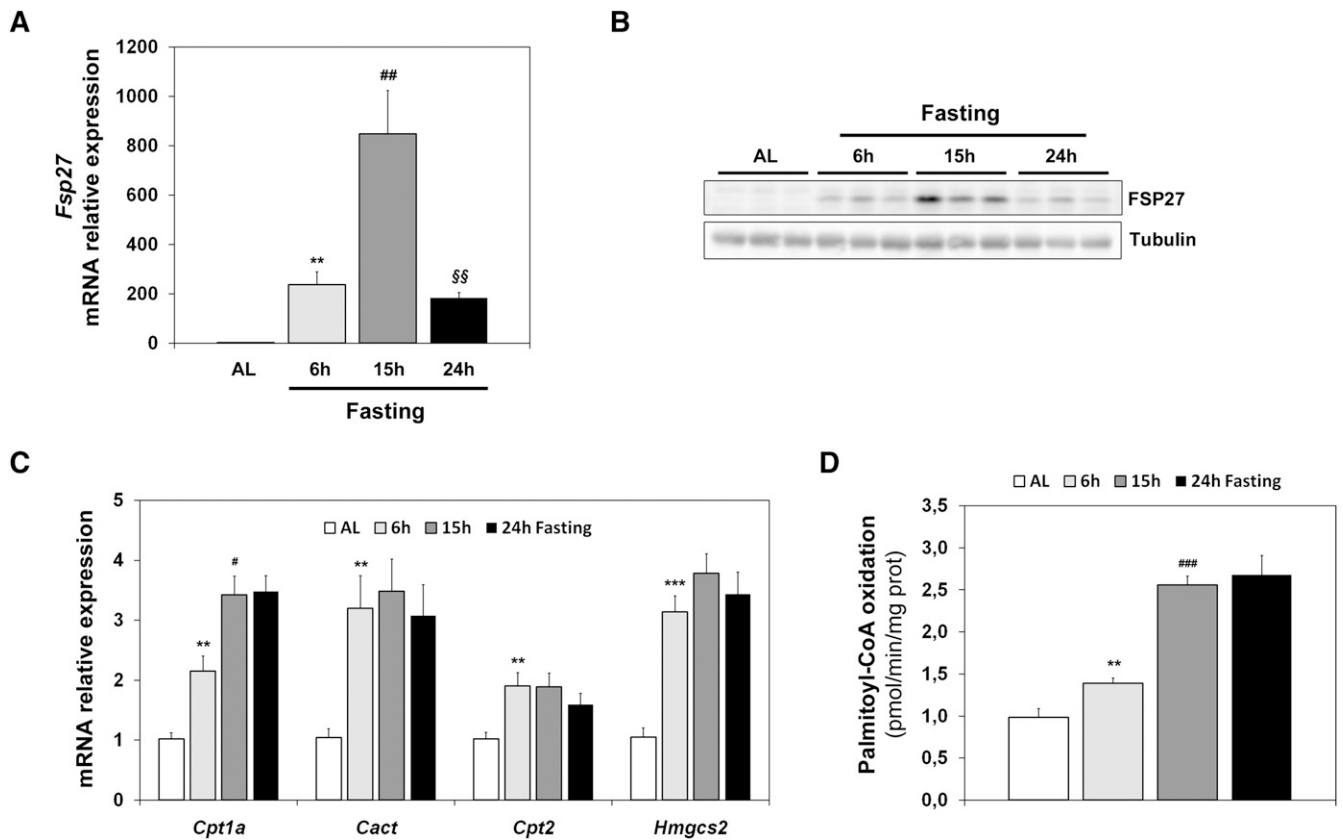 A
Fsp27
mRNA relative expression
1200
1000
800
600
400
200
0
**
##
§§
AL 6h 15h 24h
Fasting
B
Fasting
AL 6h 15h 24h
FSP27
Tubulin
C
mRNA relative expression
5
4
3
2
1
0
AL 6h 15h 24h Fasting
** # ** ** ***
Cpt1a Cact Cpt2 Hmgcs2
D
AL 6h 15h 24h Fasting
Palmitoyl-CoA oxidation
(pmol/min/mg prot)
3,5
3,0
2,5
2,0
1,5
1,0
0,5
0,0
** ###